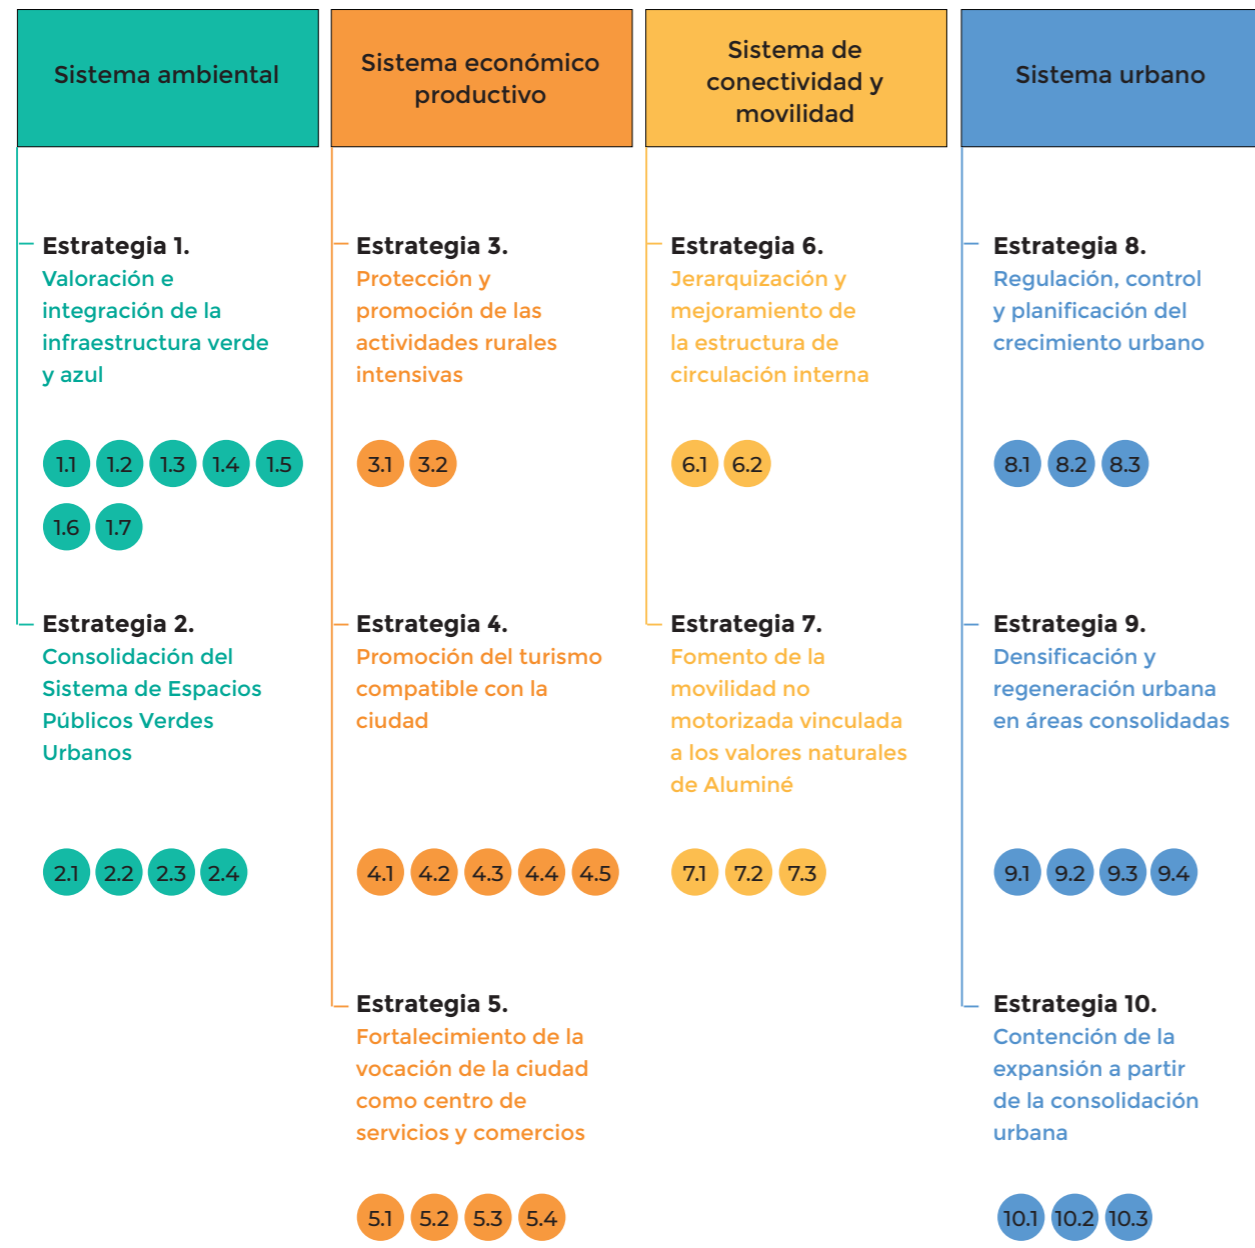 Sistema ambiental
Sistema económico
productivo
Sistema de
conectividad y
movilidad
Sistema urbano
Estrategia 1.
Valoración e
integración de la
infraestructura verde
y azul
1.1 1.2 1.3 1.4 1.5
1.6 1.7
Estrategia 2.
Consolidación del
Sistema de Espacios
Públicos Verdes
Urbanos
2.1 2.2 2.3 2.4
Estrategia 3.
Protección y
promoción de las
actividades rurales
intensivas
3.1 3.2
Estrategia 4.
Promoción del turismo
compatible con la
ciudad
4.1 4.2 4.3 4.4 4.5
Estrategia 5.
Fortalecimiento de la
vocación de la ciudad
como centro de
servicios y comercios
5.1 5.2 5.3 5.4
Estrategia 6.
Jerarquización y
mejoramiento de
la estructura de
circulación interna
6.1 6.2
Estrategia 7.
Fomento de la
movilidad no
motorizada vinculada
a los valores naturales
de Aluminé
7.1 7.2 7.3
Estrategia 8.
Regulación, control
y planificación del
crecimiento urbano
8.1 8.2 8.3
Estrategia 9.
Densificación y
regeneración urbana
en áreas consolidadas
9.1 9.2 9.3 9.4
Estrategia 10.
Contención de la
expansión a partir
de la consolidación
urbana
10.1 10.2 10.3